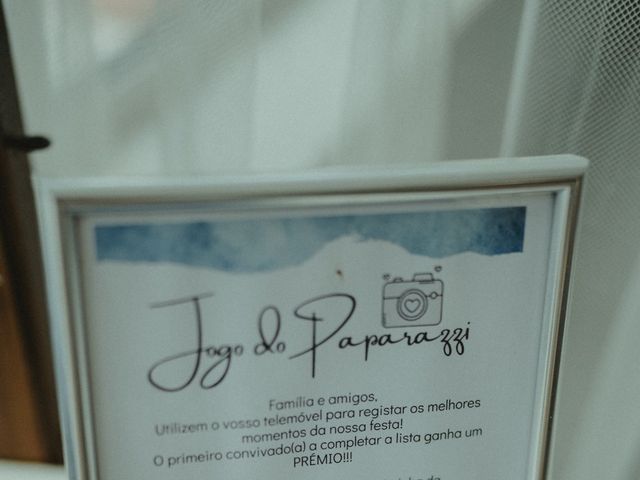 Jogo do Paparazzi
Família e amigos,
Utilizem o vosso telemóvel para registar os melhores
momentos da nossa festa!
O primeiro convivado(a) a completar a lista ganha um
PRÉMIO!!!